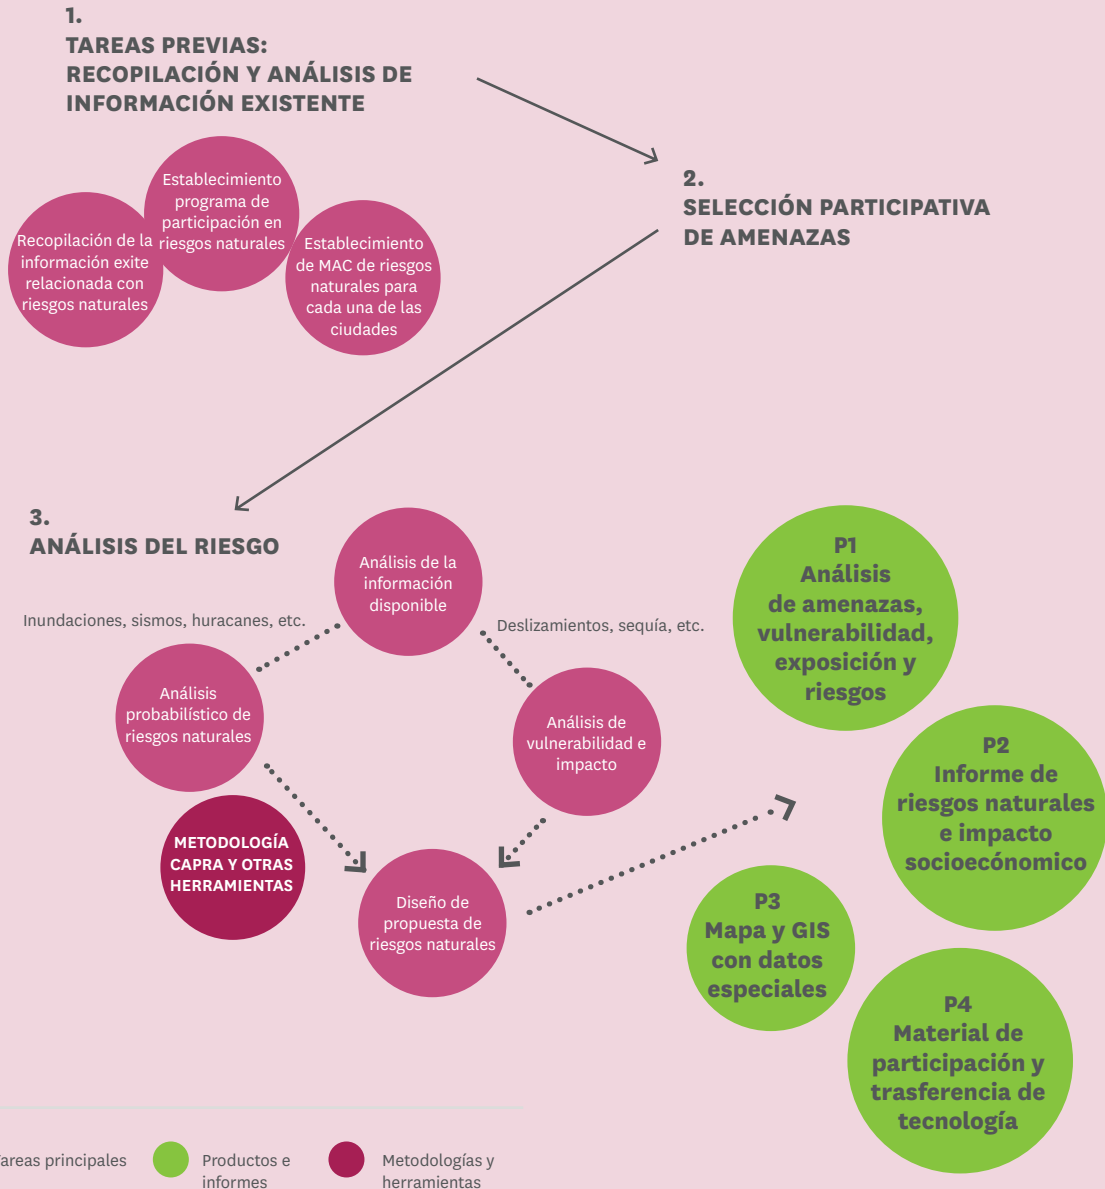 1.
TAREAS PREVIAS:
RECOPILACIÓN Y ANÁLISIS DE
INFORMACIÓN EXISTENTE
Recopilación de la
información exite
relacionada con
riesgos naturales
Establecimiento
programa de
participación en
riesgos naturales
Establecimiento
de MAC de riesgos
naturales para
cada una de las
ciudades
2.
SELECCIÓN PARTICIPATIVA
DE AMENAZAS
3.
ANÁLISIS DEL RIESGO
Análisis de la
información
disponible
Inundaciones, sismos, huracanes, etc.
Deslizamientos, sequía, etc.
Análisis
probabilístico de
riesgos naturales
Análisis de
vulnerabilidad e
impacto
METODOLOGÍA
CAPRA Y OTRAS
HERRAMIENTAS
Diseño de
propuesta de
riesgos naturales
P1
Análisis
de amenazas,
vulnerabilidad,
exposición y
riesgos
P2
Informe de
riesgos naturales
e impacto
socioecónomico
P3
Mapa y GIS
con datos
especiales
P4
Material de
participación y
trasferencia de
tecnología
areas principales
Productos e
informes
Metodologías y
herramientas